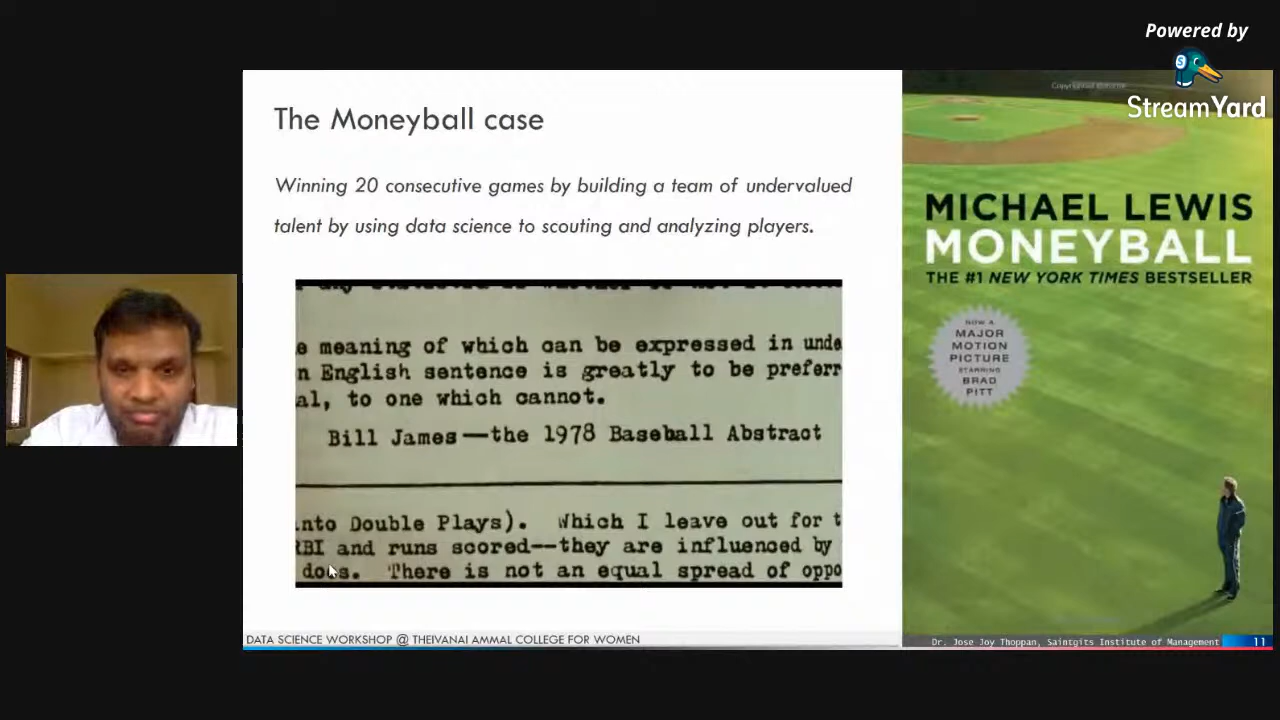 Powered by
StreamYard
The Moneyball case
Winning 20 consecutive games by building a team of undervalued
talent by using data science to scouting and analyzing players.
e meaning of which can be expressed in unde
n English sentence is greatly to be preferr
al, to one which cannot.
Bill James—the 1978 Baseball Abstract
nto Double Plays). Which I leave out for t
RBI and runs scored--they are influenced by
does. There is not an equal spread of oppo
MICHAEL LEWIS
MONEYBALL
THE #1 NEW YORK TIMES BESTSELLER
NOW A
MAJOR
MOTION
PICTURE
STARRING
BRAD
PITT
DATA SCIENCE WORKSHOP @ THEIVANAI AMMAL COLLEGE FOR WOMEN
Dr. Jose Joy Thoppan, Saintgits Institute of Management
11